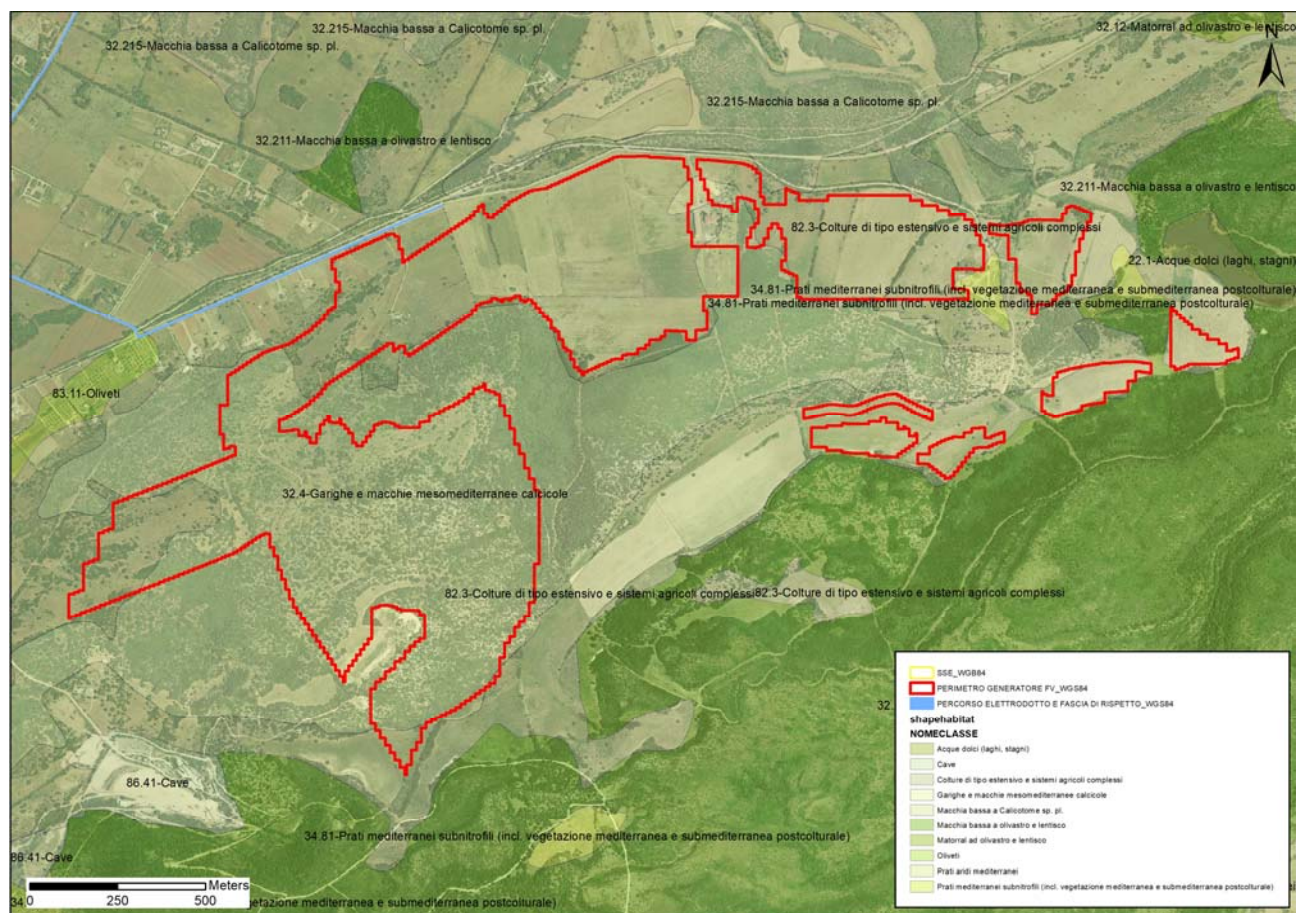 32.215-Macchia bassa a Calicotome sp. pl.
32.215-Macchia bassa a Calicotome sp. pl.
32.12-Matorral ad olivastro e lentisco
N
32.215-Macchia bassa a Calicotome sp. pl.
32.211-Macchia bassa a olivastro e lentisco
32.211-Macchia bassa a olivastro e lentisco
82.3-Colture di tipo estensivo e sistemi agricoli complessi
22.1-Acque dolci (laghi, stagni)
34.81-Prati mediterranei subnitrofili (incl. vegetazione mediterranea e submediterranea postcolturale)
34.81-Prati mediterranei subnitrofili (incl. vegetazione mediterranea e submediterranea postcolturale)
83.11-Oliveti
32.4-Garighe e macchie mesomediterranee calcicole
82.3-Colture di tipo estensivo e sistemi agricoli complessi
82.3-Colture di tipo estensivo e sistemi agricoli complessi
32.
86.41-Cave
34.81-Prati mediterranei subnitrofili (incl. vegetazione mediterranea e submediterranea postcolturale)
86.41-Cave
Meters
0 250 500
34
getazione mediterranea e submediterranea postcolturale)
SSE_WGB84
PERIMETRO GENERATORE FV_WGS84
PERCORSO ELETTRODOTTO E FASCIA DI RISPETTO_WGS84
shapehabitat
NOMECLASSE
Acque dolci (laghi, stagni)
Cave
Colture di tipo estensivo e sistemi agricoli complessi
Garighe e macchie mesomediterranee calcicole
Macchia bassa a Calicotome sp. pl.
Macchia bassa a olivastro e lentisco
Matorral ad olivastro e lentisco
Oliveti
Prati aridi mediterranei
Prati mediterranei subnitrofili (incl. vegetazione mediterranea e submediterranea postcolturale)